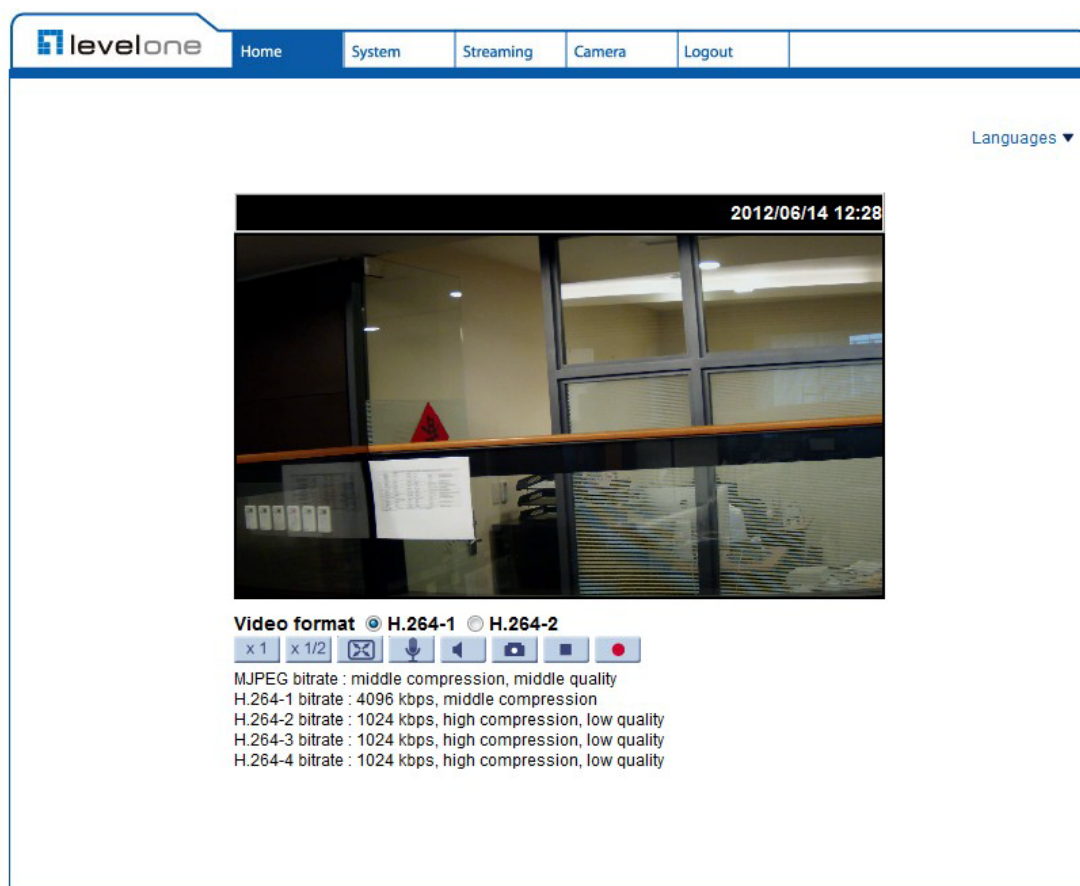 levelone
Home
System
Streaming
Camera
Logout
Languages
2012/06/14 12:28
Video format H.264-1 H.264-2
x 1
x 1/2
MJPEG bitrate : middle compression, middle quality
H.264-1 bitrate : 4096 kbps, middle compression
H.264-2 bitrate : 1024 kbps, high compression, low quality
H.264-3 bitrate : 1024 kbps, high compression, low quality
H.264-4 bitrate : 1024 kbps, high compression, low quality